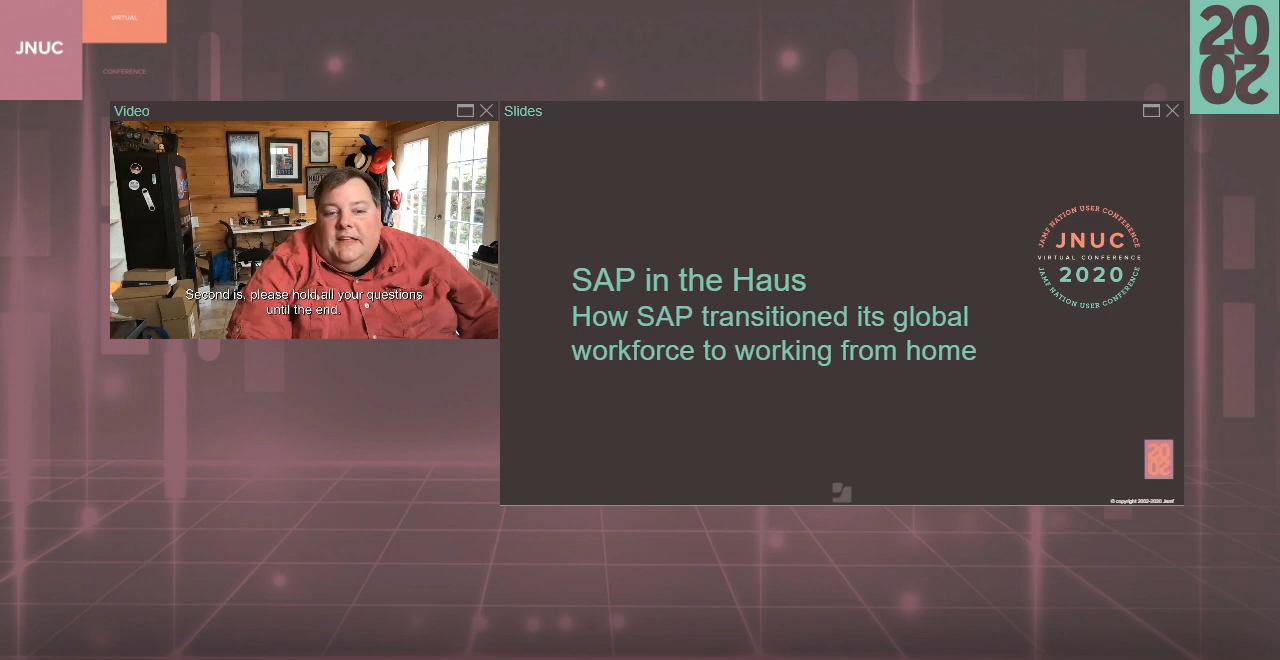 JNUC
VIRTUAL
CONFERENCE
2020
Video
Slides
Second is, please hold all your questions
until the end.
SAP in the Haus
How SAP transitioned its global
workforce to working from home
JAMF NATION USER CONFERENCE
JNUC
VIRTUAL CONFERENCE
2020
JAMF NATION USER CONFERENCE
2020
© copyright 2002-2020 Jamf